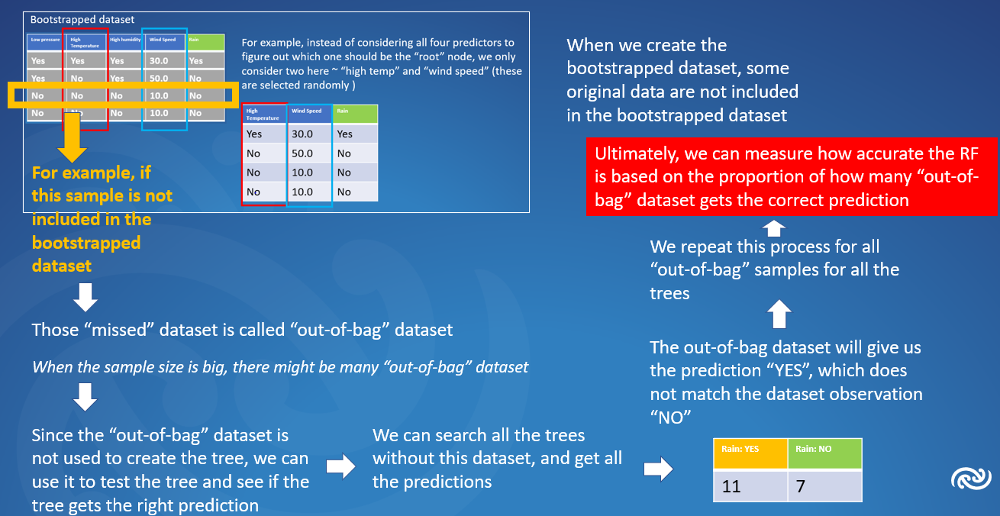 Bootstrapped dataset
Low pressure High Temperature High humidity Wind Speed Rain
Yes Yes Yes 30.0 Yes
Yes No Yes 50.0 No
No No No 10.0 No
No No No 10.0 No
For example, instead of considering all four predictors to
figure out which one should be the “root” node, we only
consider two here ~ “high temp” and “wind speed” (these
are selected randomly )
High Temperature Wind Speed Rain
Yes 30.0 Yes
No 50.0 No
No 10.0 No
No 10.0 No
For example, if
this sample is not
included in the
bootstrapped
dataset
Those “missed” dataset is called “out-of-bag” dataset
When the sample size is big, there might be many “out-of-bag” dataset
Since the “out-of-bag” dataset is
not used to create the tree, we can
use it to test the tree and see if the
tree gets the right prediction
We can search all the trees
without this dataset, and get all
the predictions
Rain: YES Rain: NO
11 7
The out-of-bag dataset will give us
the prediction “YES”, which does
not match the dataset observation
“NO”
We repeat this process for all
“out-of-bag” samples for all the
trees
Ultimately, we can measure how accurate the RF
is based on the proportion of how many “out-of-
bag” dataset gets the correct prediction
When we create the
bootstrapped dataset, some
original data are not included
in the bootstrapped dataset